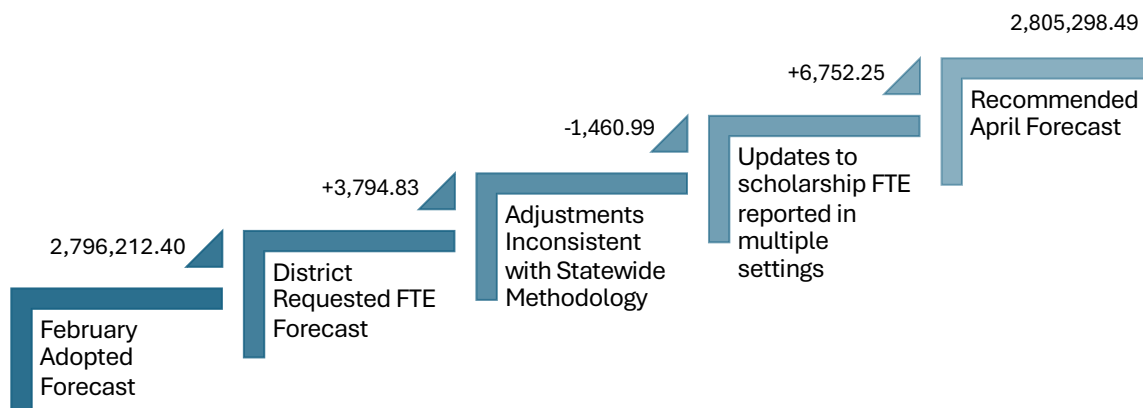 2,796,212.40
February
Adopted
Forecast
+3,794.83
District
Requested FTE
Forecast
-1,460.99
Adjustments
Inconsistent
with Statewide
Methodology
+6,752.25
Updates to
scholarship FTE
reported in
multiple
settings
2,805,298.49
Recommended
April Forecast